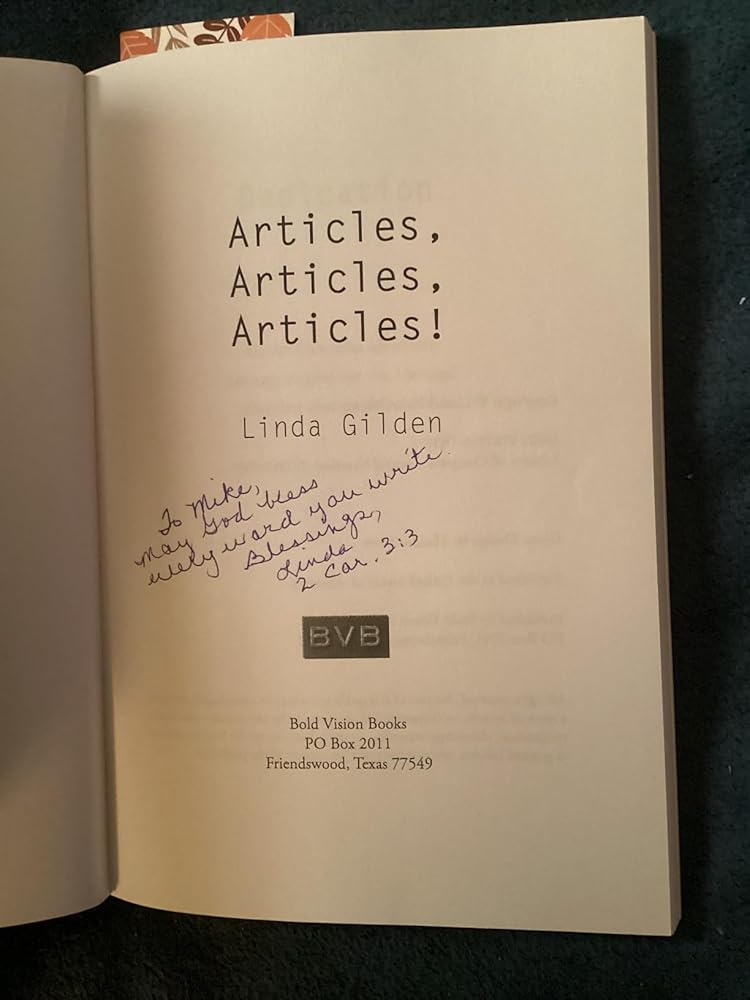 Articles,
Articles,
Articles!
Linda Gilden
To Mike,
May God bless
every word you write.
Blessings,
Linda
2 Cor. 3:3
BVB
Bold Vision Books
PO Box 2011
Friendswood, Texas 77549